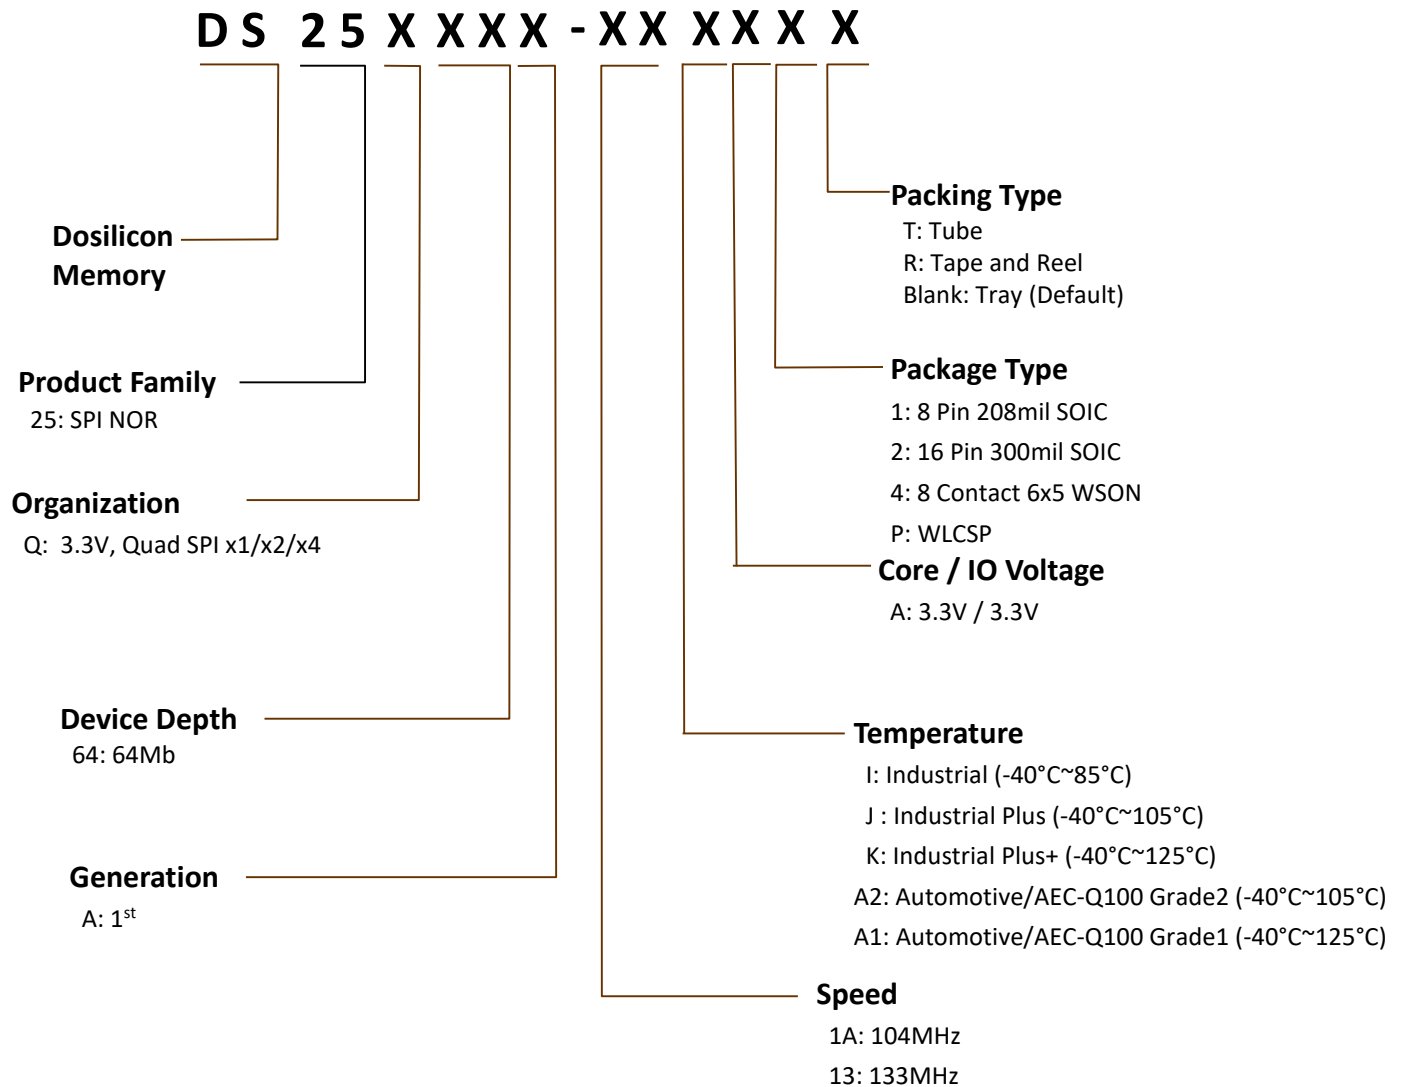 DS 25 X XX X - XX X X X X
Packing Type
T: Tube
R: Tape and Reel
Blank: Tray (Default)
Dosilicon
Memory
Product Family
25: SPI NOR
Package Type
1: 8 Pin 208mil SOIC
2: 16 Pin 300mil SOIC
4: 8 Contact 6x5 WSON
P: WLCSP
Organization
Q: 3.3V, Quad SPI x1/x2/x4
Core / IO Voltage
A: 3.3V / 3.3V
Device Depth
64: 64Mb
Temperature
I: Industrial (-40°C~85°C)
J : Industrial Plus (-40°C~105°C)
K: Industrial Plus+ (-40°C~125°C)
A2: Automotive/AEC-Q100 Grade2 (-40°C~105°C)
A1: Automotive/AEC-Q100 Grade1 (-40°C~125°C)
Generation
A: 1st
Speed
1A: 104MHz
13: 133MHz